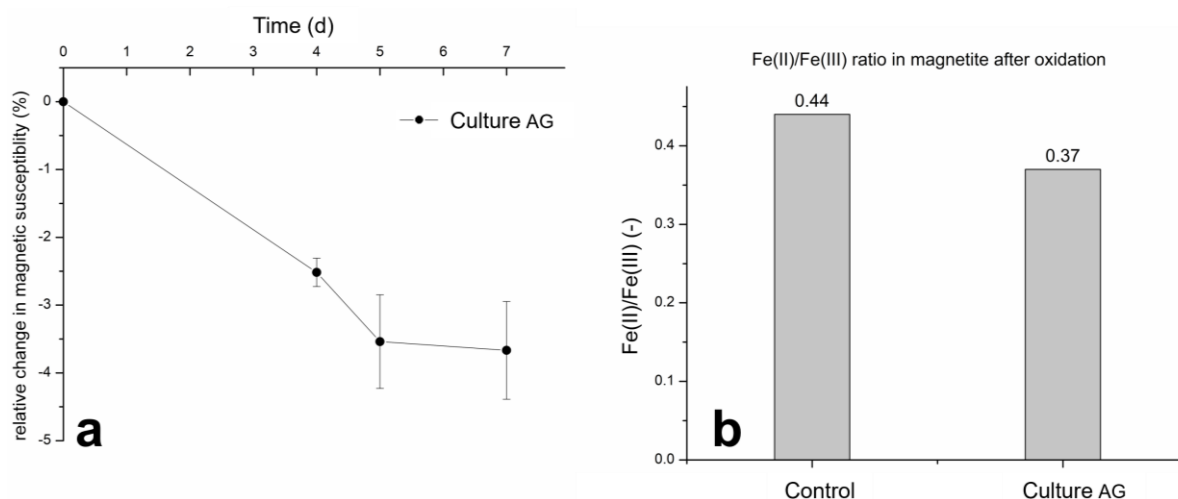 Time (d)
0 1 2 3 4 5 6 7
relative change in magnetic susceptiblity (%)
0
-1
-2
-3
-4
-5
Culture AG
a
Fe(II)/Fe(III) ratio in magnetite after oxidation
Fe(II)/Fe(III) (-)
0.4
0.3
0.2
0.1
0.0
0.44
0.37
b
Control Culture AG